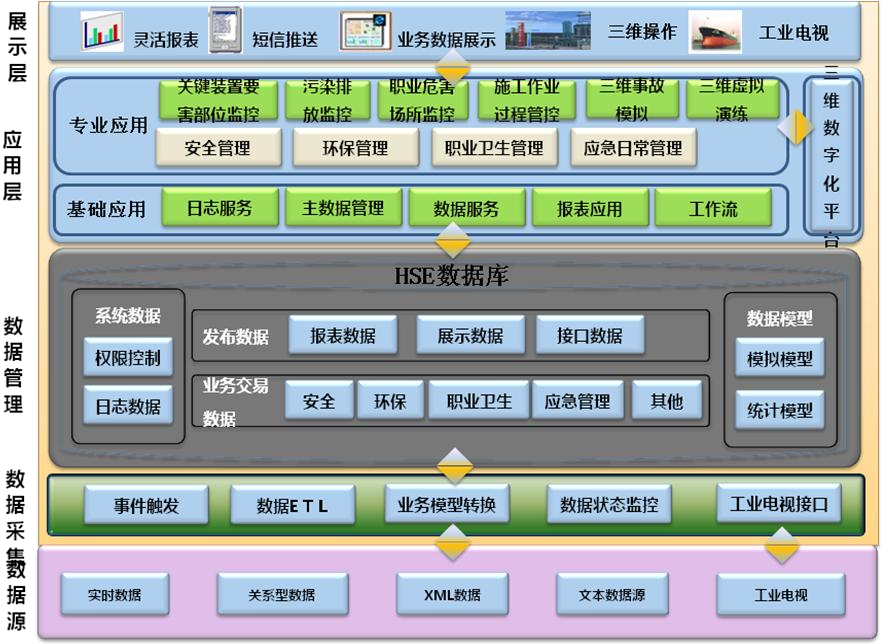 展示层
灵活报表
短信推送
业务数据展示
三维操作
工业电视
应用层
专业应用
关键装置要
害部位监控
污染排
放监控
职业危害
场所监控
施工作业
过程管控
三维事故
模拟
三维虚拟
演练
安全管理
环保管理
职业卫生管理
应急日常管理
三维数字化平台
基础应用
日志服务
主数据管理
数据服务
报表应用
工作流
数据管理
HSE数据库
系统数据
权限控制
日志数据
发布数据
报表数据
展示数据
接口数据
业务交易
数据
安全
环保
职业卫生
应急管理
其他
数据模型
模拟模型
统计模型
数据采集
事件触发
数据ETL
业务模型转换
数据状态监控
工业电视接口
数据源
实时数据
关系型数据
XML数据
文本数据源
工业电视